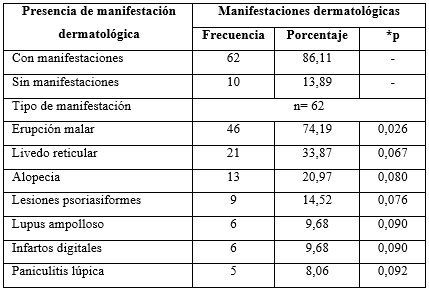 Presencia de manifestación dermatológica | Manifestaciones dermatológicas
Frecuencia | Porcentaje | *p
Con manifestaciones | 62 | 86,11 | -
Sin manifestaciones | 10 | 13,89 | -
Tipo de manifestación | n= 62
Erupción malar | 46 | 74,19 | 0,026
Livedo reticular | 21 | 33,87 | 0,067
Alopecia | 13 | 20,97 | 0,080
Lesiones psoriasiformes | 9 | 14,52 | 0,076
Lupus ampolloso | 6 | 9,68 | 0,090
Infartos digitales | 6 | 9,68 | 0,090
Paniculitis lúpica | 5 | 8,06 | 0,092